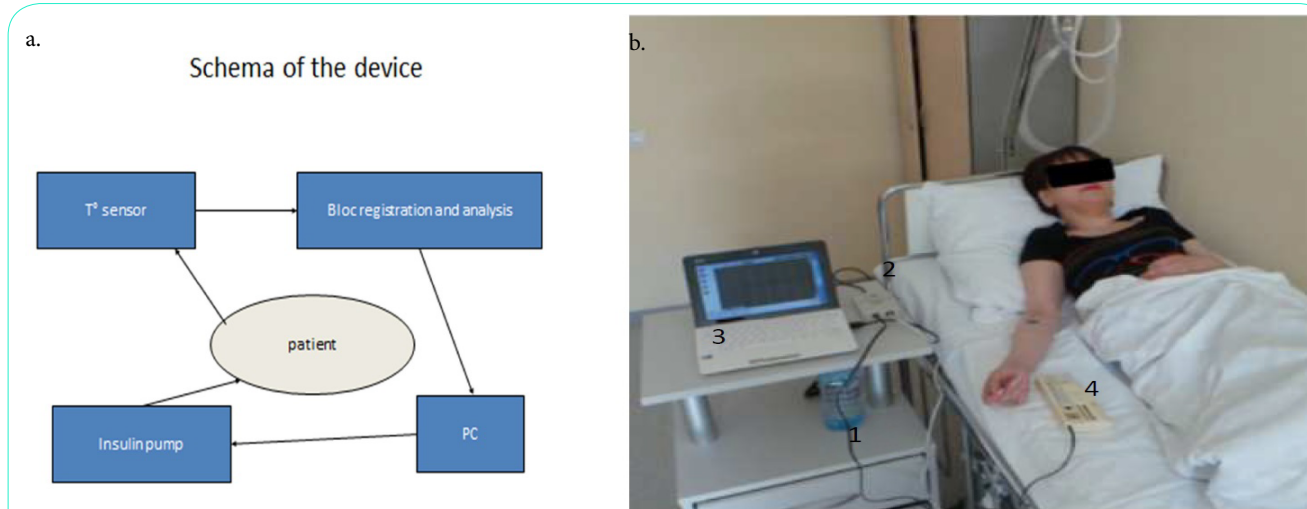 a.
Schema of the device
T° sensor
Bloc registration and analysis
patient
Insulin pump
PC
b.
2
3
4
1